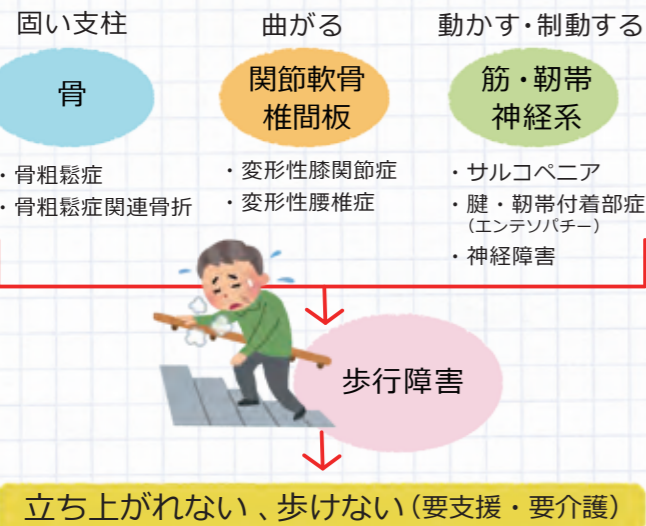 固い支柱
骨
・骨粗鬆症
・骨粗鬆症関連骨折
曲がる
関節軟骨
椎間板
・変形性膝関節症
・変形性腰椎症
動かす・制動する
筋・靭帯
神経系
・サルコペニア
・腱・靭帯付着部症
（エンテソパチー）
・神経障害
歩行障害
立ち上がれない、歩けない（要支援・要介護）